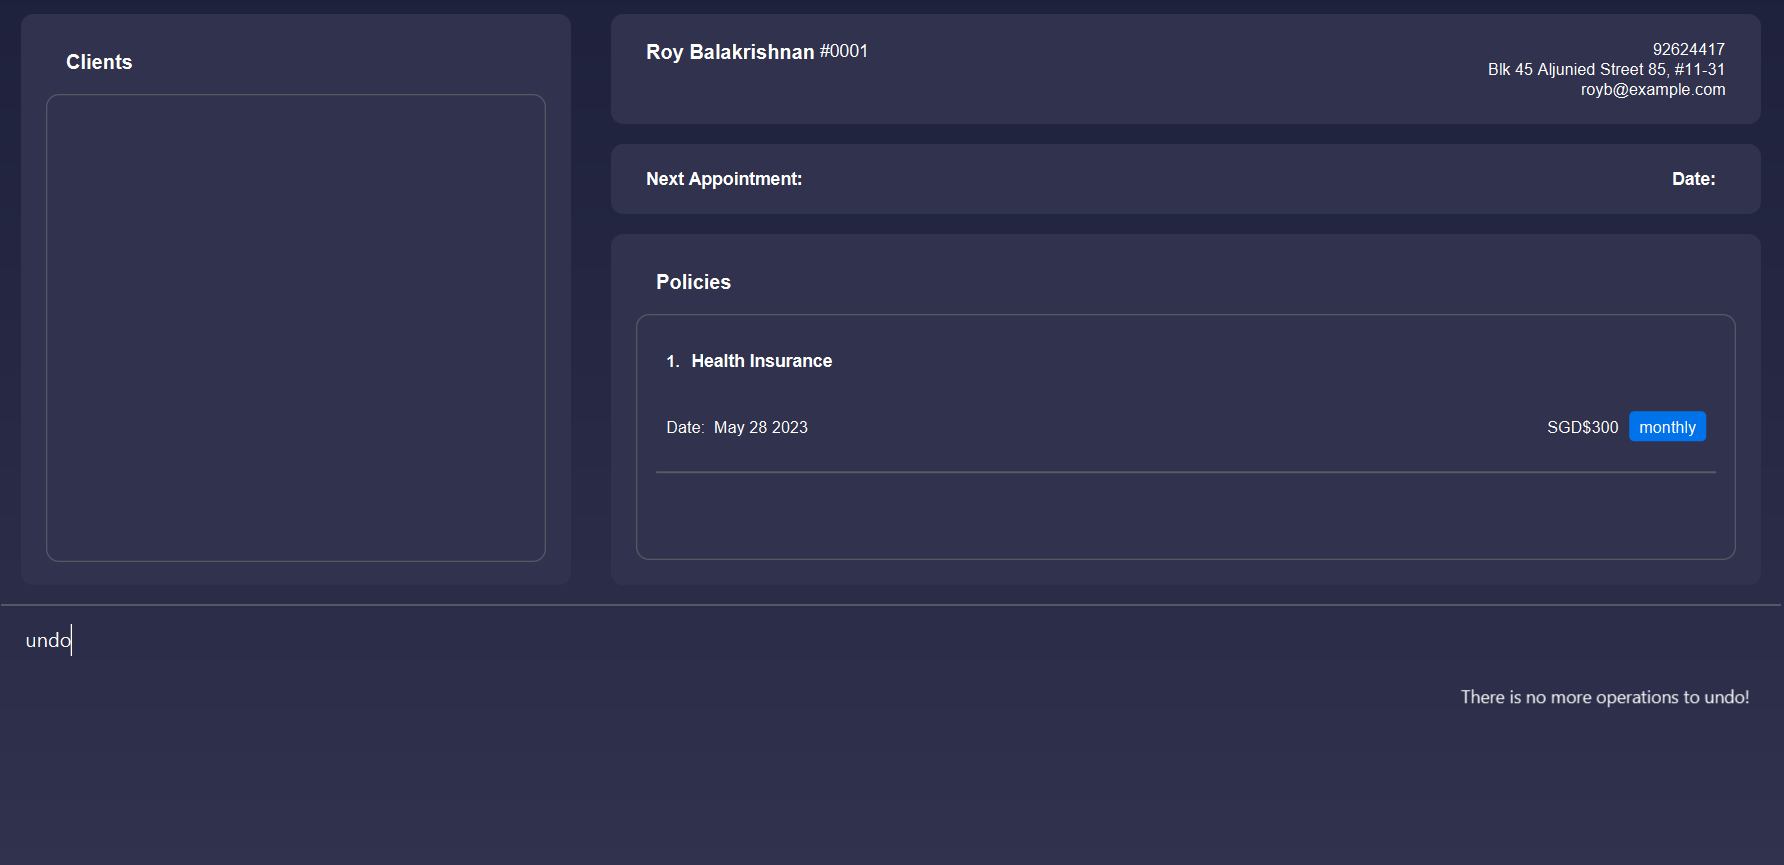 Clients
Roy Balakrishnan #0001
92624417
Blk 45 Aljunied Street 85, #11-31
royb@example.com
Next Appointment:
Date:
Policies
1. Health Insurance
Date: May 28 2023
SGD$300 monthly
undo
There is no more operations to undo!